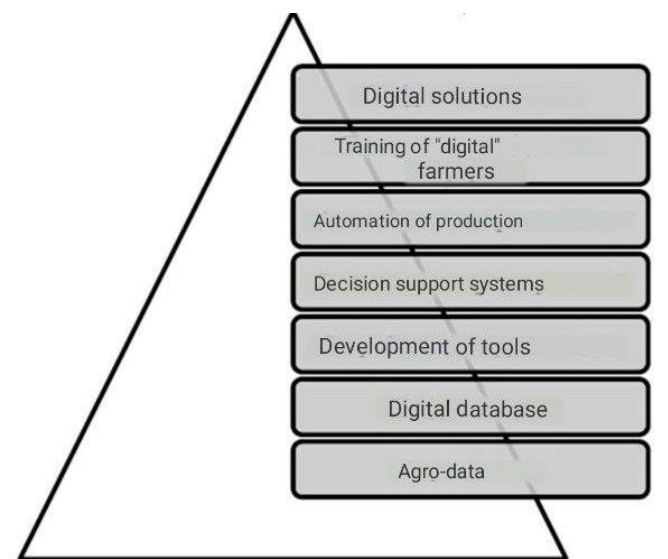 Digital solutions
Training of "digital"
farmers
Automation of production
Decision support systems
Development of tools
Digital database
Agro-data